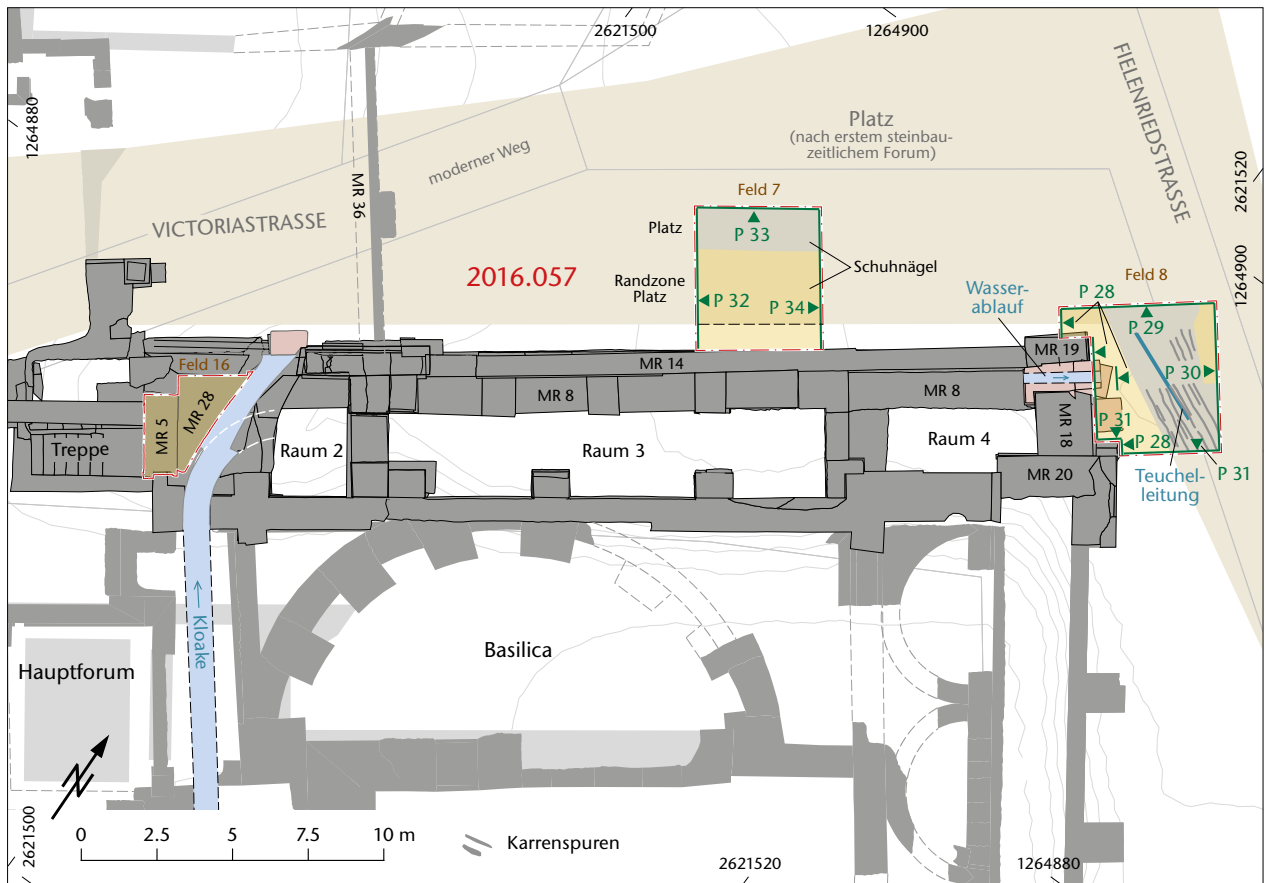 2621500
1264900
1264880
FIELENRIEDSTRASSE
Platz
(nach erstem steinbau-
zeitlichem Forum)
moderner Weg
MR 36
VICTORIASTRASSE
2621520
1264900
Feld 7
Platz
P 33
Schuhnägel
2016.057
Randzone
Platz
P 32
P 34
Wasser-
ablauf
Feld 8
P 28
P 29
P 30
MR 19
MR 14
Feld 16
MR 28
MR 5
MR 8
MR 8
MR 18
P 31
P 28
P 31
Treppe
Raum 2
Raum 3
Raum 4
MR 20
Teuchel-
leitung
Kloake
Basilica
Hauptforum
N
0 2.5 5 7.5 10 m
Karrenspuren
2621500
2621520
1264880